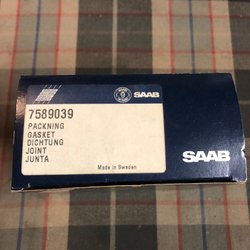 SAAB
7589039
PACKNING
GASKET
DICHTUNG
JOINT
JUNTA
Made in Sweden
SAAB